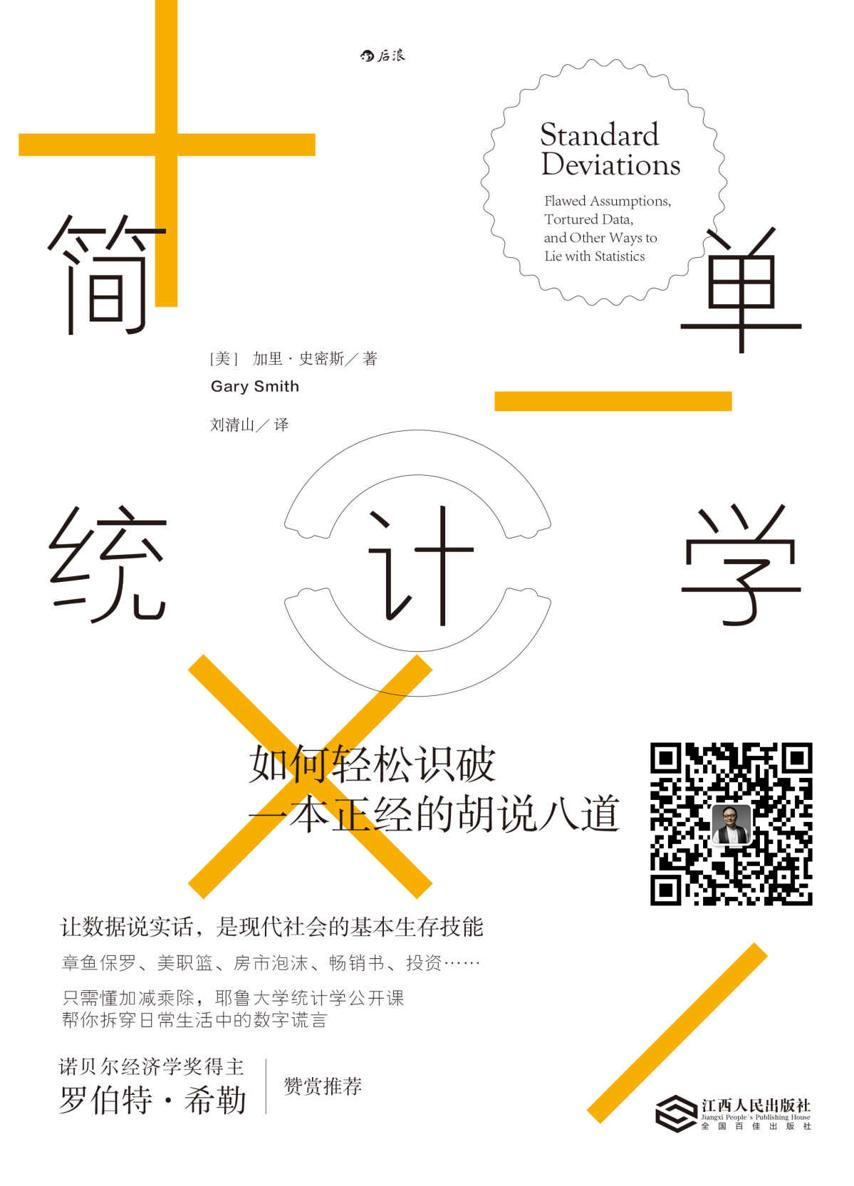 后浪
Standard
Deviations
Flawed Assumptions,
Tortured Data,
and Other Ways to
Lie with Statistics
简单
[美] 加里·史密斯／著
Gary Smith
刘清山／译
统计学
如何轻松识破
一本正经的胡说八道
让数据说实话，是现代社会的基本生存技能
章鱼保罗、美职篮、房市泡沫、畅销书、投资……
只需懂加减乘除，耶鲁大学统计学公开课
帮你拆穿日常生活中的数字谎言
诺贝尔经济学奖得主
罗伯特·希勒
赞赏推荐
江西人民出版社
Jiangxi People's Publishing House
全国百佳出版社